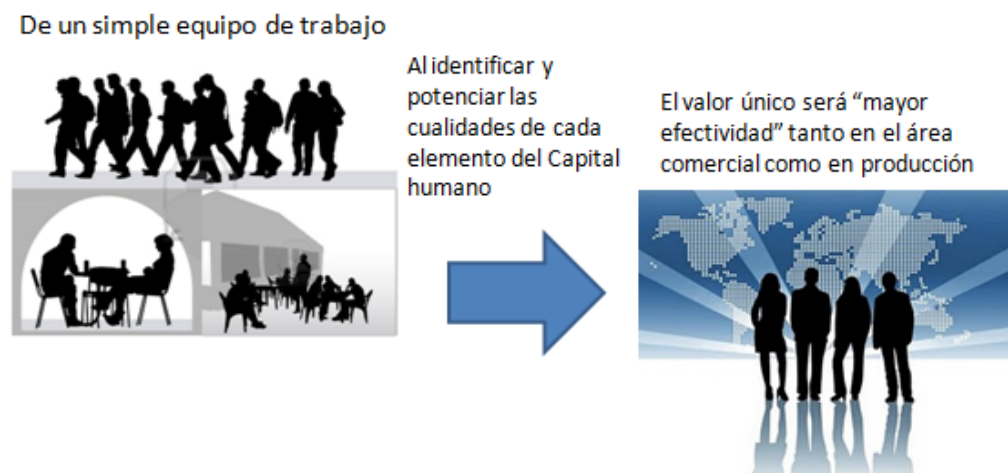 De un simple equipo de trabajo
Al identificar y
potenciar las
cualidades de cada
elemento del Capital
humano
El valor único será “mayor
efectividad” tanto en el área
comercial como en producción